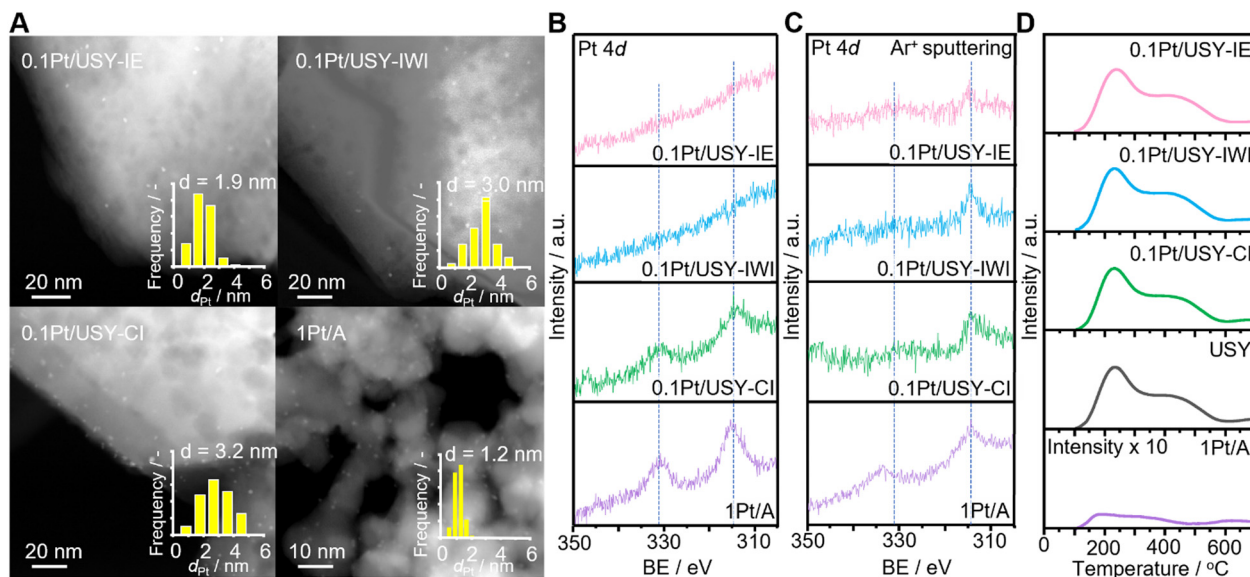 A
0.1Pt/USY-IE
d = 1.9 nm
Frequency / -
0 2 4 6
dPt / nm
20 nm
0.1Pt/USY-IWI
d = 3.0 nm
Frequency / -
0 2 4 6
dPt / nm
20 nm
0.1Pt/USY-CI
d = 3.2 nm
Frequency / -
0 2 4 6
dPt / nm
20 nm
1Pt/A
d = 1.2 nm
Frequency / -
0 2 4 6
dPt / nm
10 nm
B
Pt 4d
0.1Pt/USY-IE
0.1Pt/USY-IWI
0.1Pt/USY-CI
1Pt/A
Intensity / a.u.
350 330 310
BE / eV
C
Pt 4d Ar+ sputtering
0.1Pt/USY-IE
0.1Pt/USY-IWI
0.1Pt/USY-CI
1Pt/A
Intensity / a.u.
350 330 310
BE / eV
D
0.1Pt/USY-IE
0.1Pt/USY-IWI
0.1Pt/USY-CI
USY
Intensity x 10 1Pt/A
Intensity / a.u.
0 200 400 600
Temperature / °C